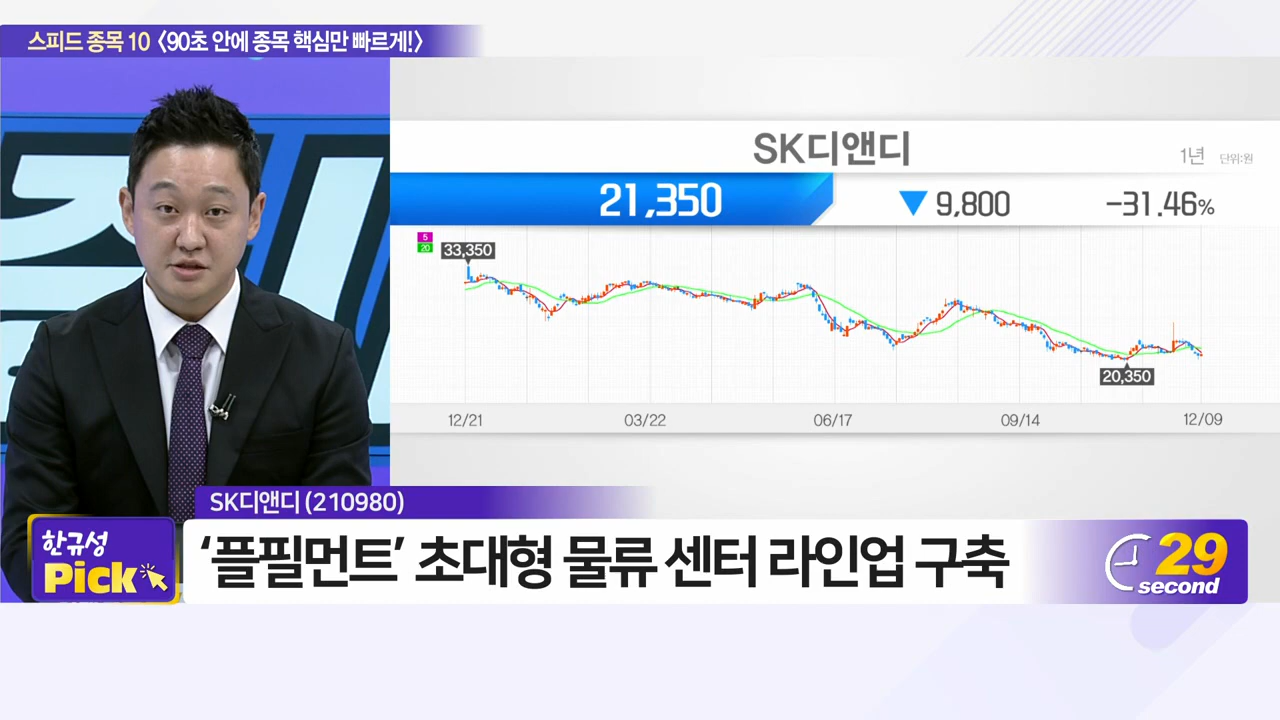 스피드 종목 10 〈90초 안에 종목 핵심만 빠르게!〉
SK디앤디
1년 단위:원
21,350 ▼ 9,800 -31.46%
5
20
33,350
20,350
12/21 03/22 06/17 09/14 12/09
SK디앤디 (210980)
한규성
Pick
‘플필먼트’ 초대형 물류 센터 라인업 구축
29
second